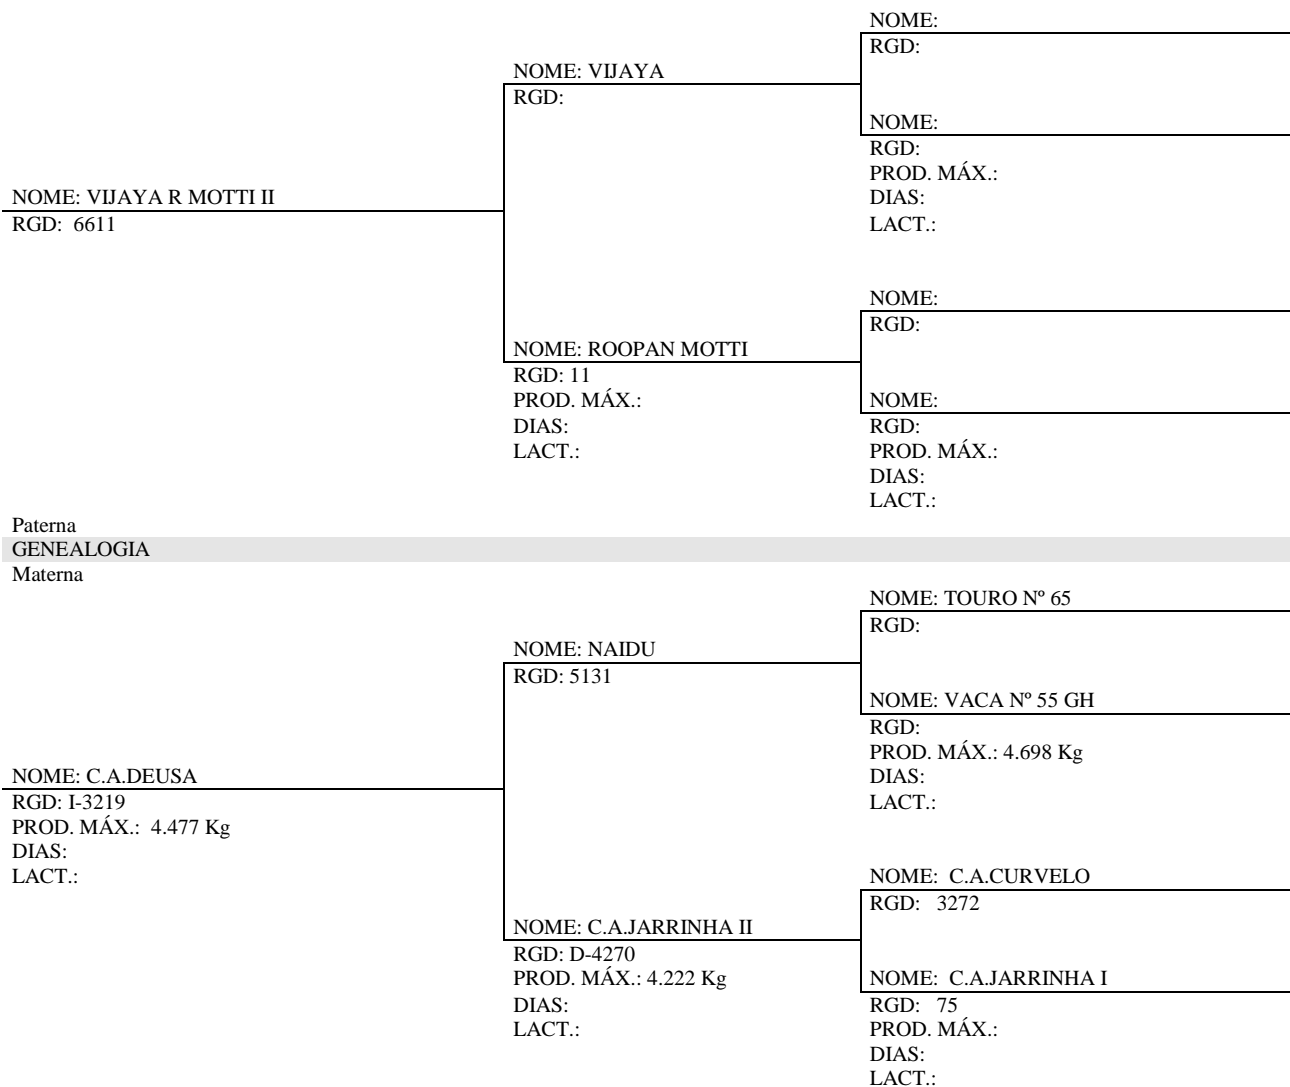 NOME:
RGD:
NOME: VIJAYA
RGD:
NOME:
RGD:
PROD. MÁX.:
DIAS:
LACT.:
NOME: VIJAYA R MOTTI II
RGD:  6611
NOME:
RGD:
NOME: ROOPAN MOTTI
RGD: 11
PROD. MÁX.:
DIAS:
LACT.:
NOME:
RGD:
PROD. MÁX.:
DIAS:
LACT.:
Paterna
GENEALOGIA
Materna
NOME: TOURO Nº 65
RGD:
NOME: NAIDU
RGD: 5131
NOME: VACA Nº 55 GH
RGD:
PROD. MÁX.: 4.698 Kg
DIAS:
LACT.:
NOME: C.A.DEUSA
RGD: I-3219
PROD. MÁX.:  4.477 Kg
DIAS:
LACT.:
NOME:  C.A.CURVELO
RGD:   3272
NOME: C.A.JARRINHA II
RGD: D-4270
PROD. MÁX.: 4.222 Kg
DIAS:
LACT.:
NOME:  C.A.JARRINHA I
RGD:   75
PROD. MÁX.:
DIAS:
LACT.: